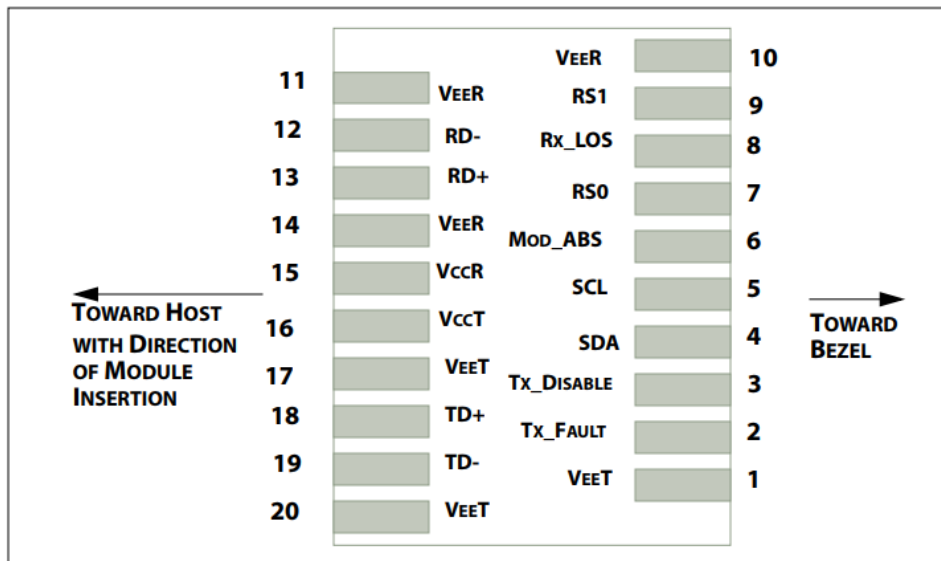 11 VEER
12 RD-
13 RD+
14 VEER
15 VCCR
16 VCCT
17 VEET
18 TD+
19 TD-
20 VEET
TOWARD HOST
WITH DIRECTION
OF MODULE
INSERTION
VEER 10
RS1 9
RX_LOS 8
RS0 7
MOD_ABS 6
SCL 5
SDA 4
TX_DISABLE 3
TX_FAULT 2
VEET 1
TOWARD
BEZEL